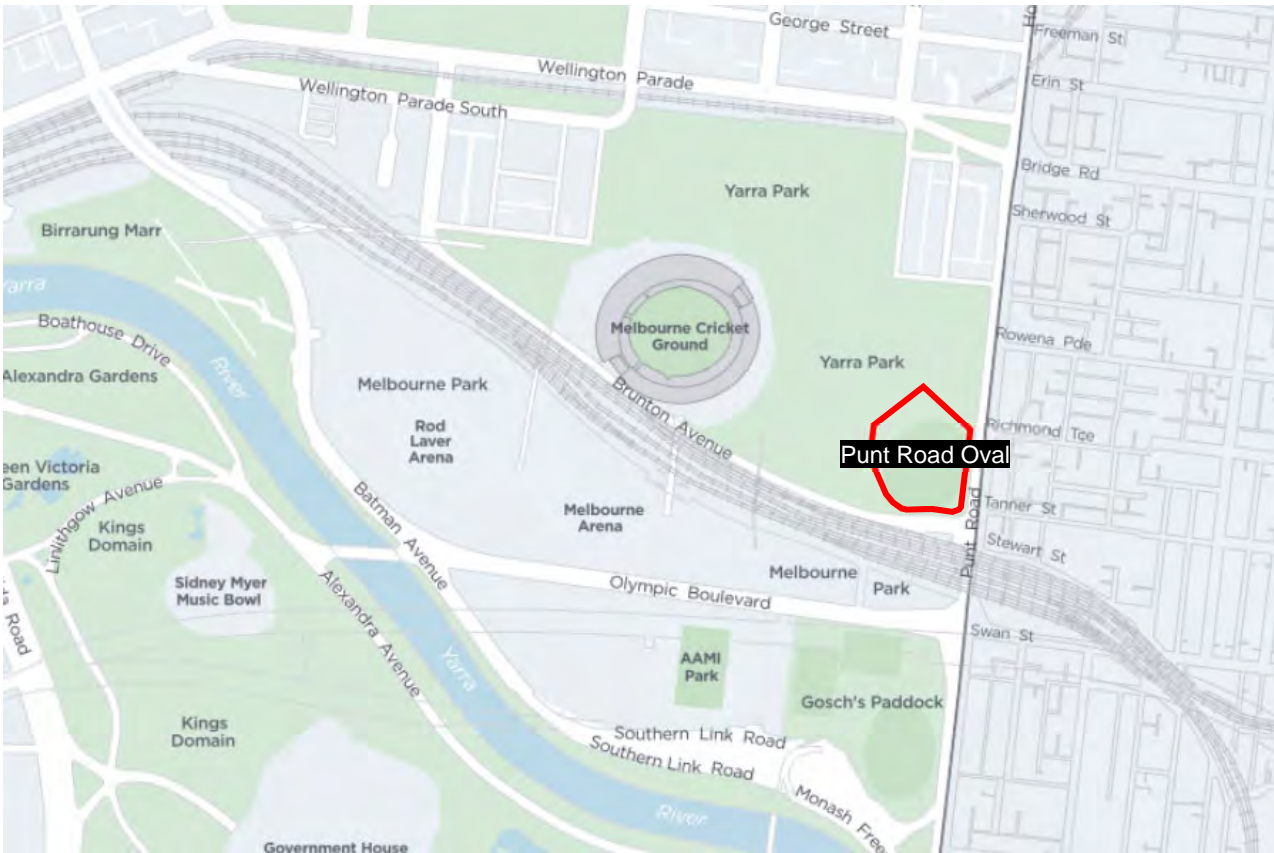 George Street
Ho
Freeman St
Wellington Parade
Erin St
Wellington Parade South
Bridge Rd
Yarra Park
Sherwood St
Birrarung Marr
Yarra
Boathouse Drive
River
Melbourne Cricket
Ground
Rowena Pde
Alexandra Gardens
Yarra Park
Melbourne Park
Brunton Avenue
Rod
Laver
Arena
Richmond Tce
Punt Road Oval
een Victoria
Gardens
Linlithgow Avenue
Kings
Domain
Batman Avenue
Melbourne
Arena
Punt Road
Tanner St
Stewart St
Sidney Myer
Music Bowl
Alexandra Avenue
Olympic Boulevard
Melbourne
Park
ts Road
Swan St
Yarra
AAMI
Park
Gosch's Paddock
Kings
Domain
Southern Link Road
Southern Link Road
Monash Free
River
Government House